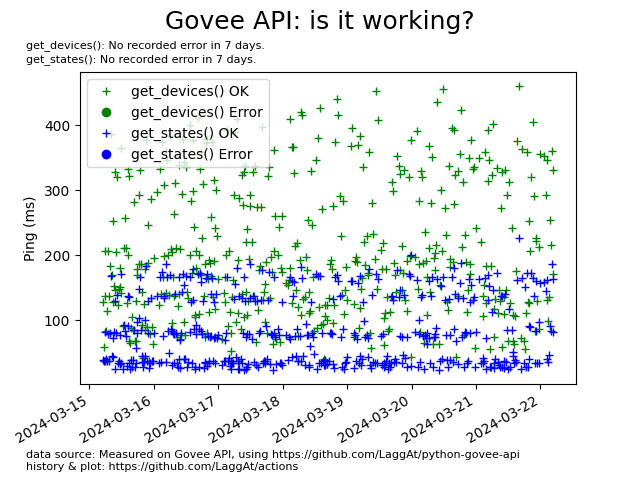 Govee API: is it working?
get_devices(): No recorded error in 7 days.
get_states(): No recorded error in 7 days.
get_devices() OK
get_devices() Error
get_states() OK
get_states() Error
Ping (ms)
400
300
200
100
2024-03-15
2024-03-16
2024-03-17
2024-03-18
2024-03-19
2024-03-20
2024-03-21
2024-03-22
data source: Measured on Govee API, using https://github.com/LaggAt/python-govee-api
history & plot: https://github.com/LaggAt/actions